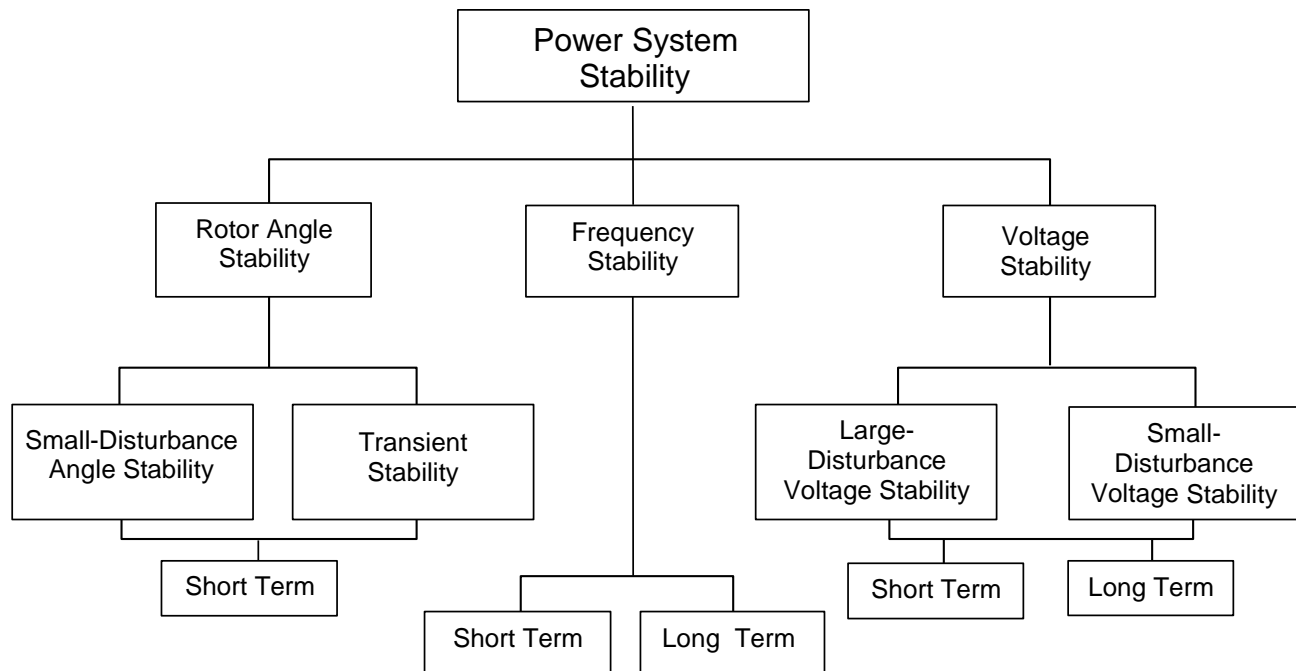 Power System
Stability
Rotor Angle
Stability
Frequency
Stability
Voltage
Stability
Small-Disturbance
Angle Stability
Transient
Stability
Large-
Disturbance
Voltage Stability
Small-
Disturbance
Voltage Stability
Short Term
Short Term
Long Term
Short Term
Long Term